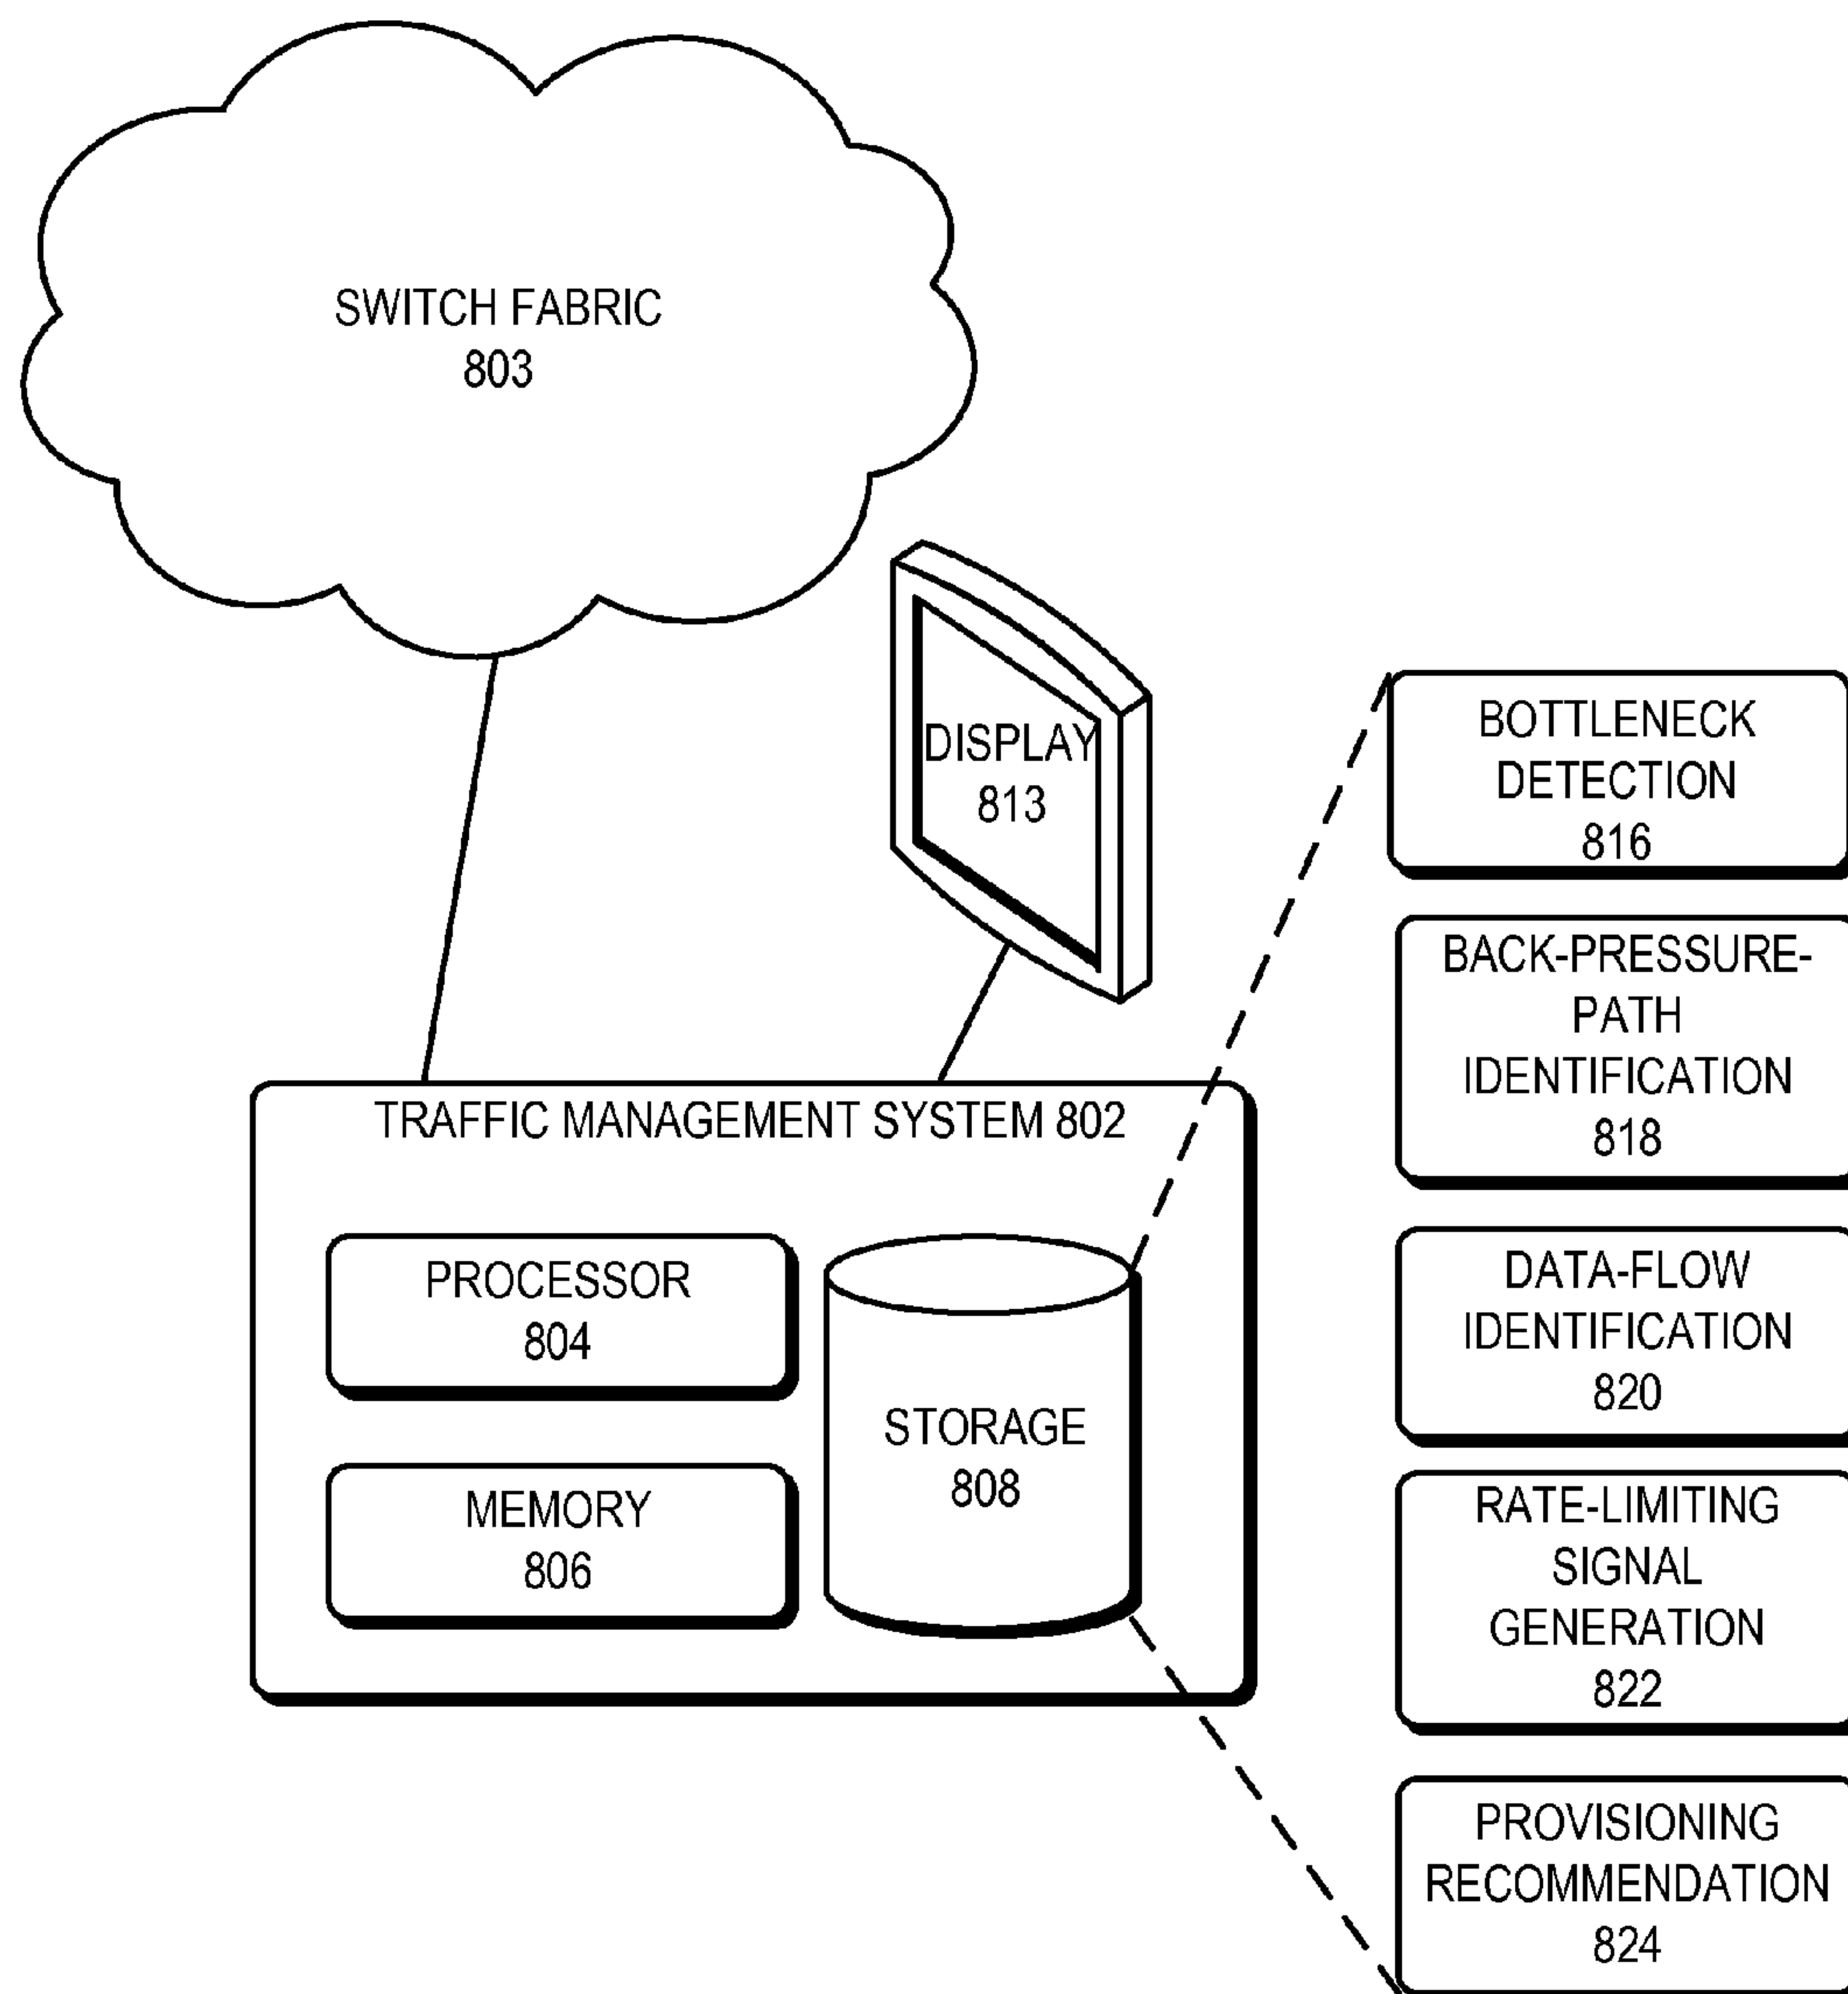 SWITCH FABRIC
803
DISPLAY
813
TRAFFIC MANAGEMENT SYSTEM 802
PROCESSOR
804
MEMORY
806
STORAGE
808
BOTTLENECK
DETECTION
816
BACK-PRESSURE-
PATH
IDENTIFICATION
818
DATA-FLOW
IDENTIFICATION
820
RATE-LIMITING
SIGNAL
GENERATION
822
PROVISIONING
RECOMMENDATION
824